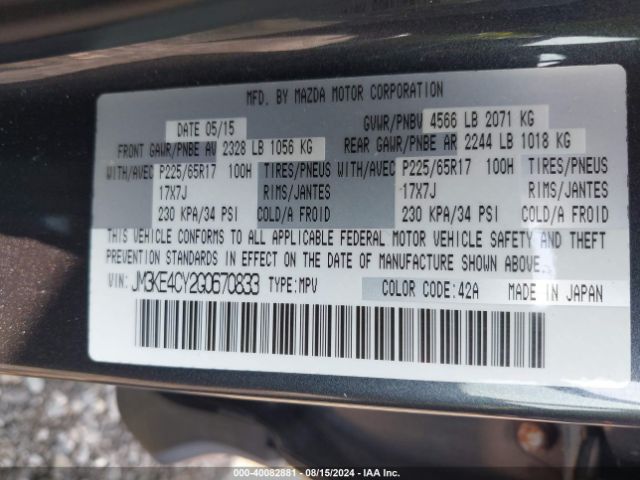 MFD. BY MAZDA MOTOR CORPORATION
DATE 05/15 GVWR/PNBV 4566 LB 2071 KG
FRONT GAWR/PNBE AV 2328 LB 1056 KG REAR GAWR/PNBE AR 2244 LB 1018 KG
WITH/AVEC P225/65R17 100H TIRES/PNEUS WITH/AVEC P225/65R17 100H TIRES/PNEUS
17X7J RIMS/JANTES 17X7J RIMS/JANTES
230 KPA/34 PSI COLD/A FROID 230 KPA/34 PSI COLD/A FROID
THIS VEHICLE CONFORMS TO ALL APPLICABLE FEDERAL MOTOR VEHICLE SAFETY AND THEFT
PREVENTION STANDARDS IN EFFECT ON THE DATE OF MANUFACTURE SHOWN ABOVE.
VIN: JM3KE4CY2G0670833 TYPE:MPV COLOR CODE:42A MADE IN JAPAN
000-40082881 - 08/15/2024 - IAA Inc.